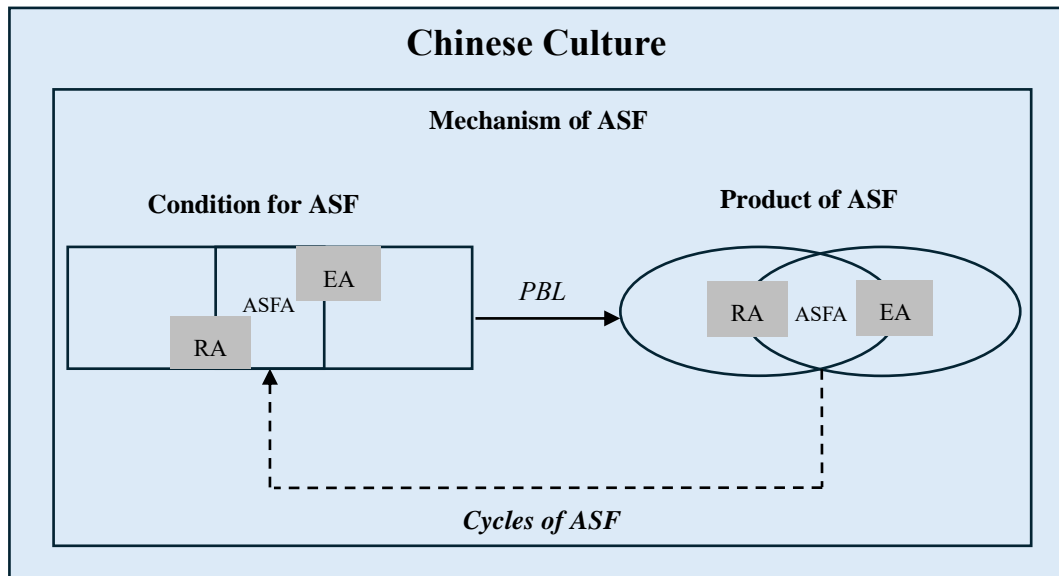 Chinese Culture
Mechanism of ASF
Condition for ASF
Product of ASF
EA
ASFA
RA
PBL
RA
ASFA
EA
Cycles of ASF